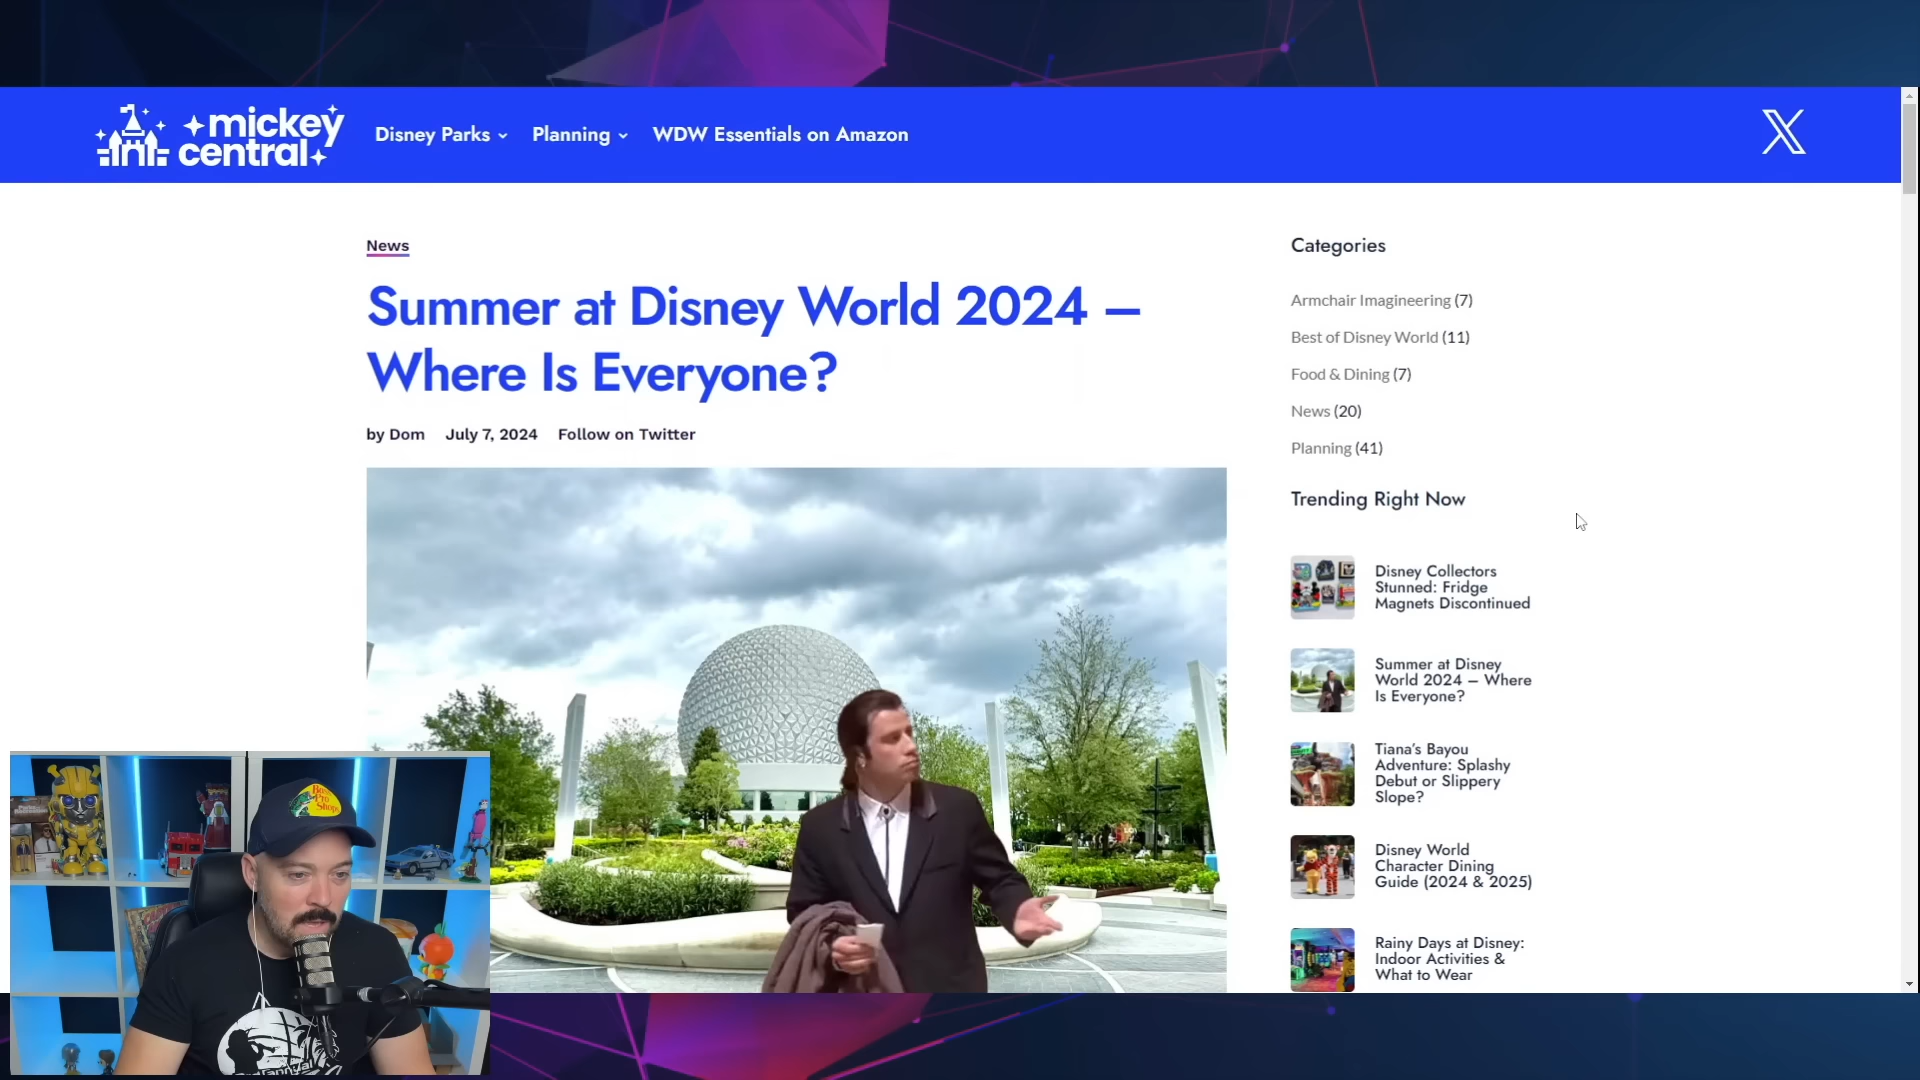 mickey
central
Disney Parks
Planning
WDW Essentials on Amazon
News
Summer at Disney World 2024 –
Where Is Everyone?
by Dom July 7, 2024 Follow on Twitter
Categories
Armchair Imagineering (7)
Best of Disney World (11)
Food & Dining (7)
News (20)
Planning (41)
Trending Right Now
Disney Collectors
Stunned: Fridge
Magnets Discontinued
Summer at Disney
World 2024 – Where
Is Everyone?
Tiana's Bayou
Adventure: Splashy
Debut or Slippery
Slope?
Disney World
Character Dining
Guide (2024 & 2025)
Rainy Days at Disney:
Indoor Activities &
What to Wear
Bass
Pro
Shops